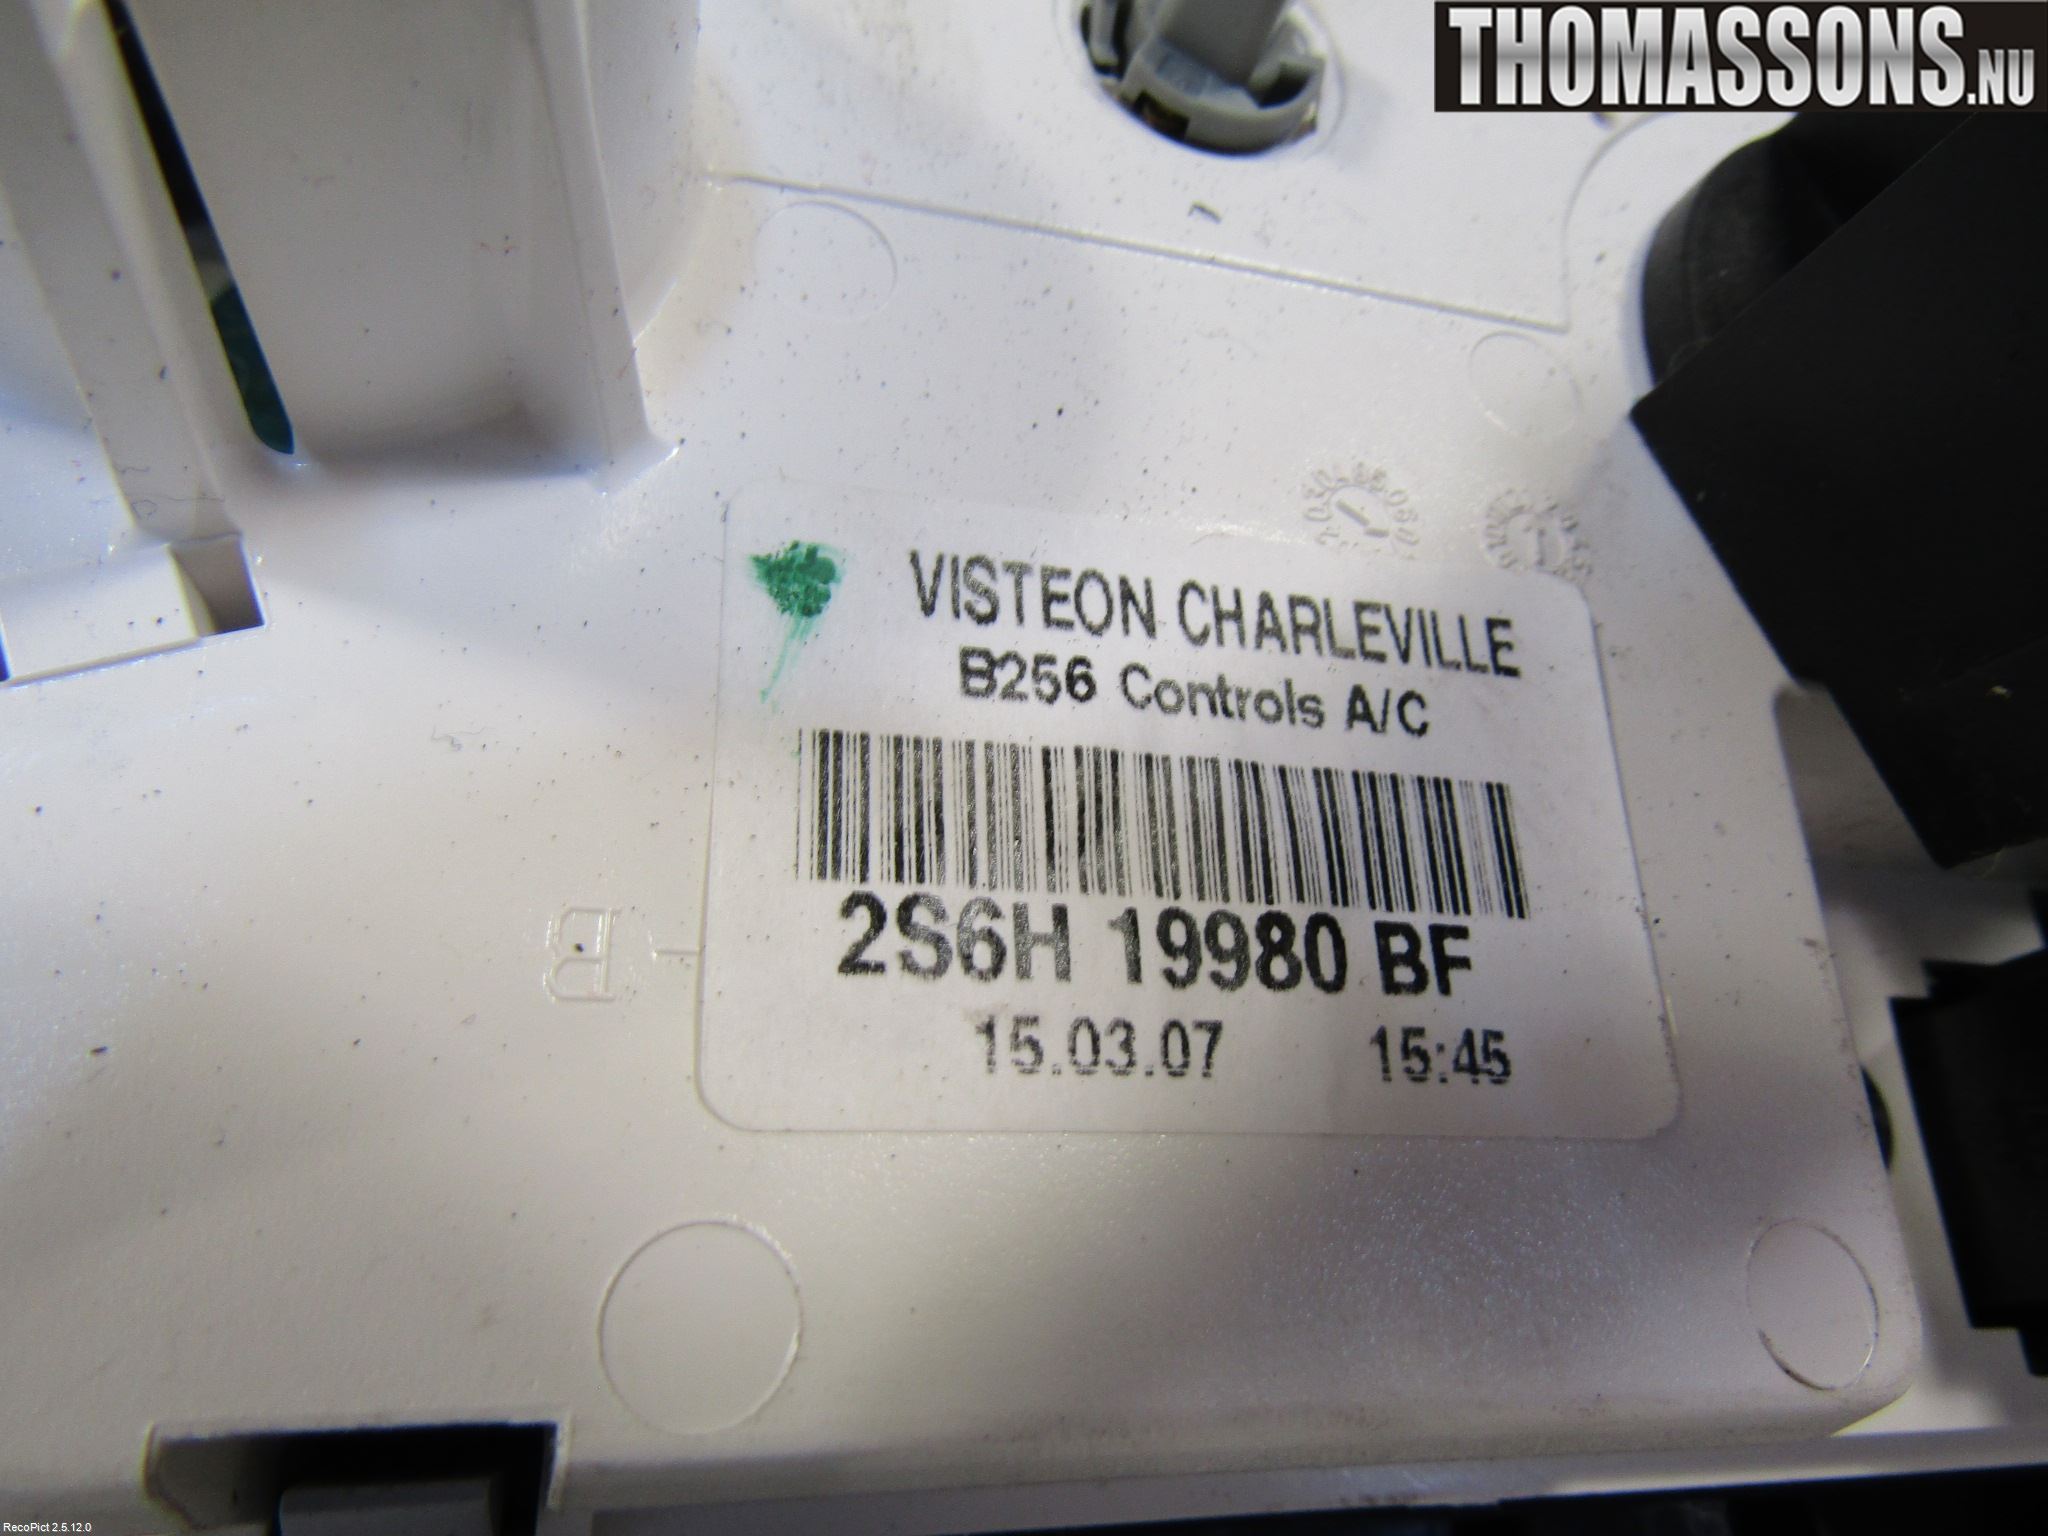 THOMASSONS.NU
VISTEON CHARLEVILLE
B256 Controls A/C
2S6H 19980 BF
15.03.07 15:45
B
RecoPict 2.5.12.0